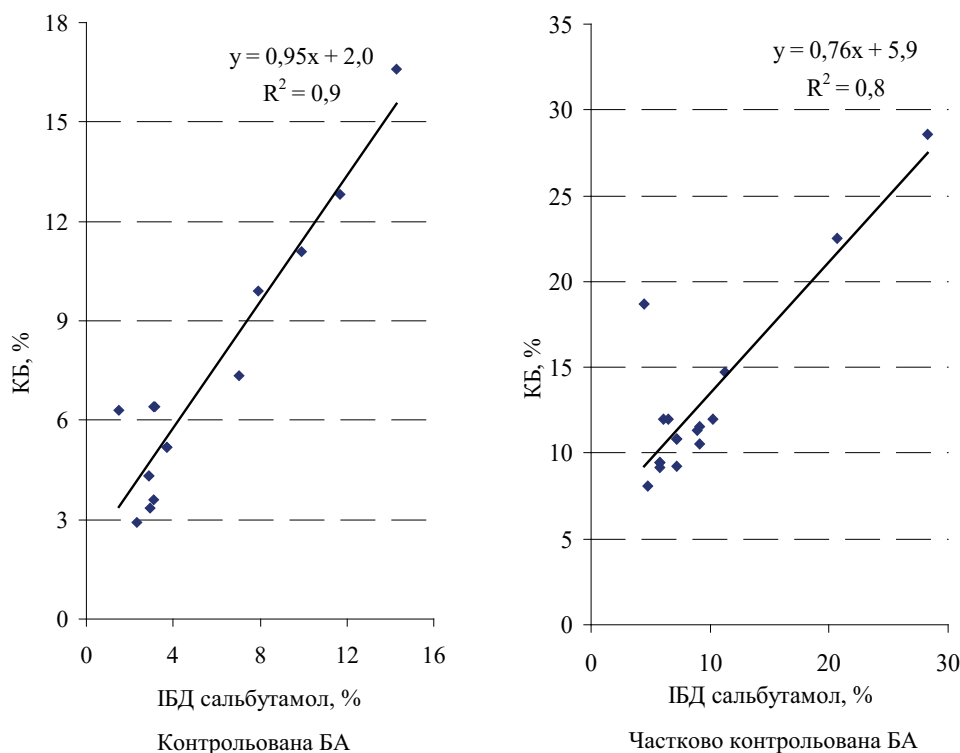 18
15
12
9
6
3
0
КБ, %
y = 0,95x + 2,0
R² = 0,9
0 4 8 12 16
ІБД сальбутамол, %
Контрольована БА
35
30
25
20
15
10
5
0
КБ, %
y = 0,76x + 5,9
R² = 0,8
0 10 20 30
ІБД сальбутамол, %
Частково контрольована БА